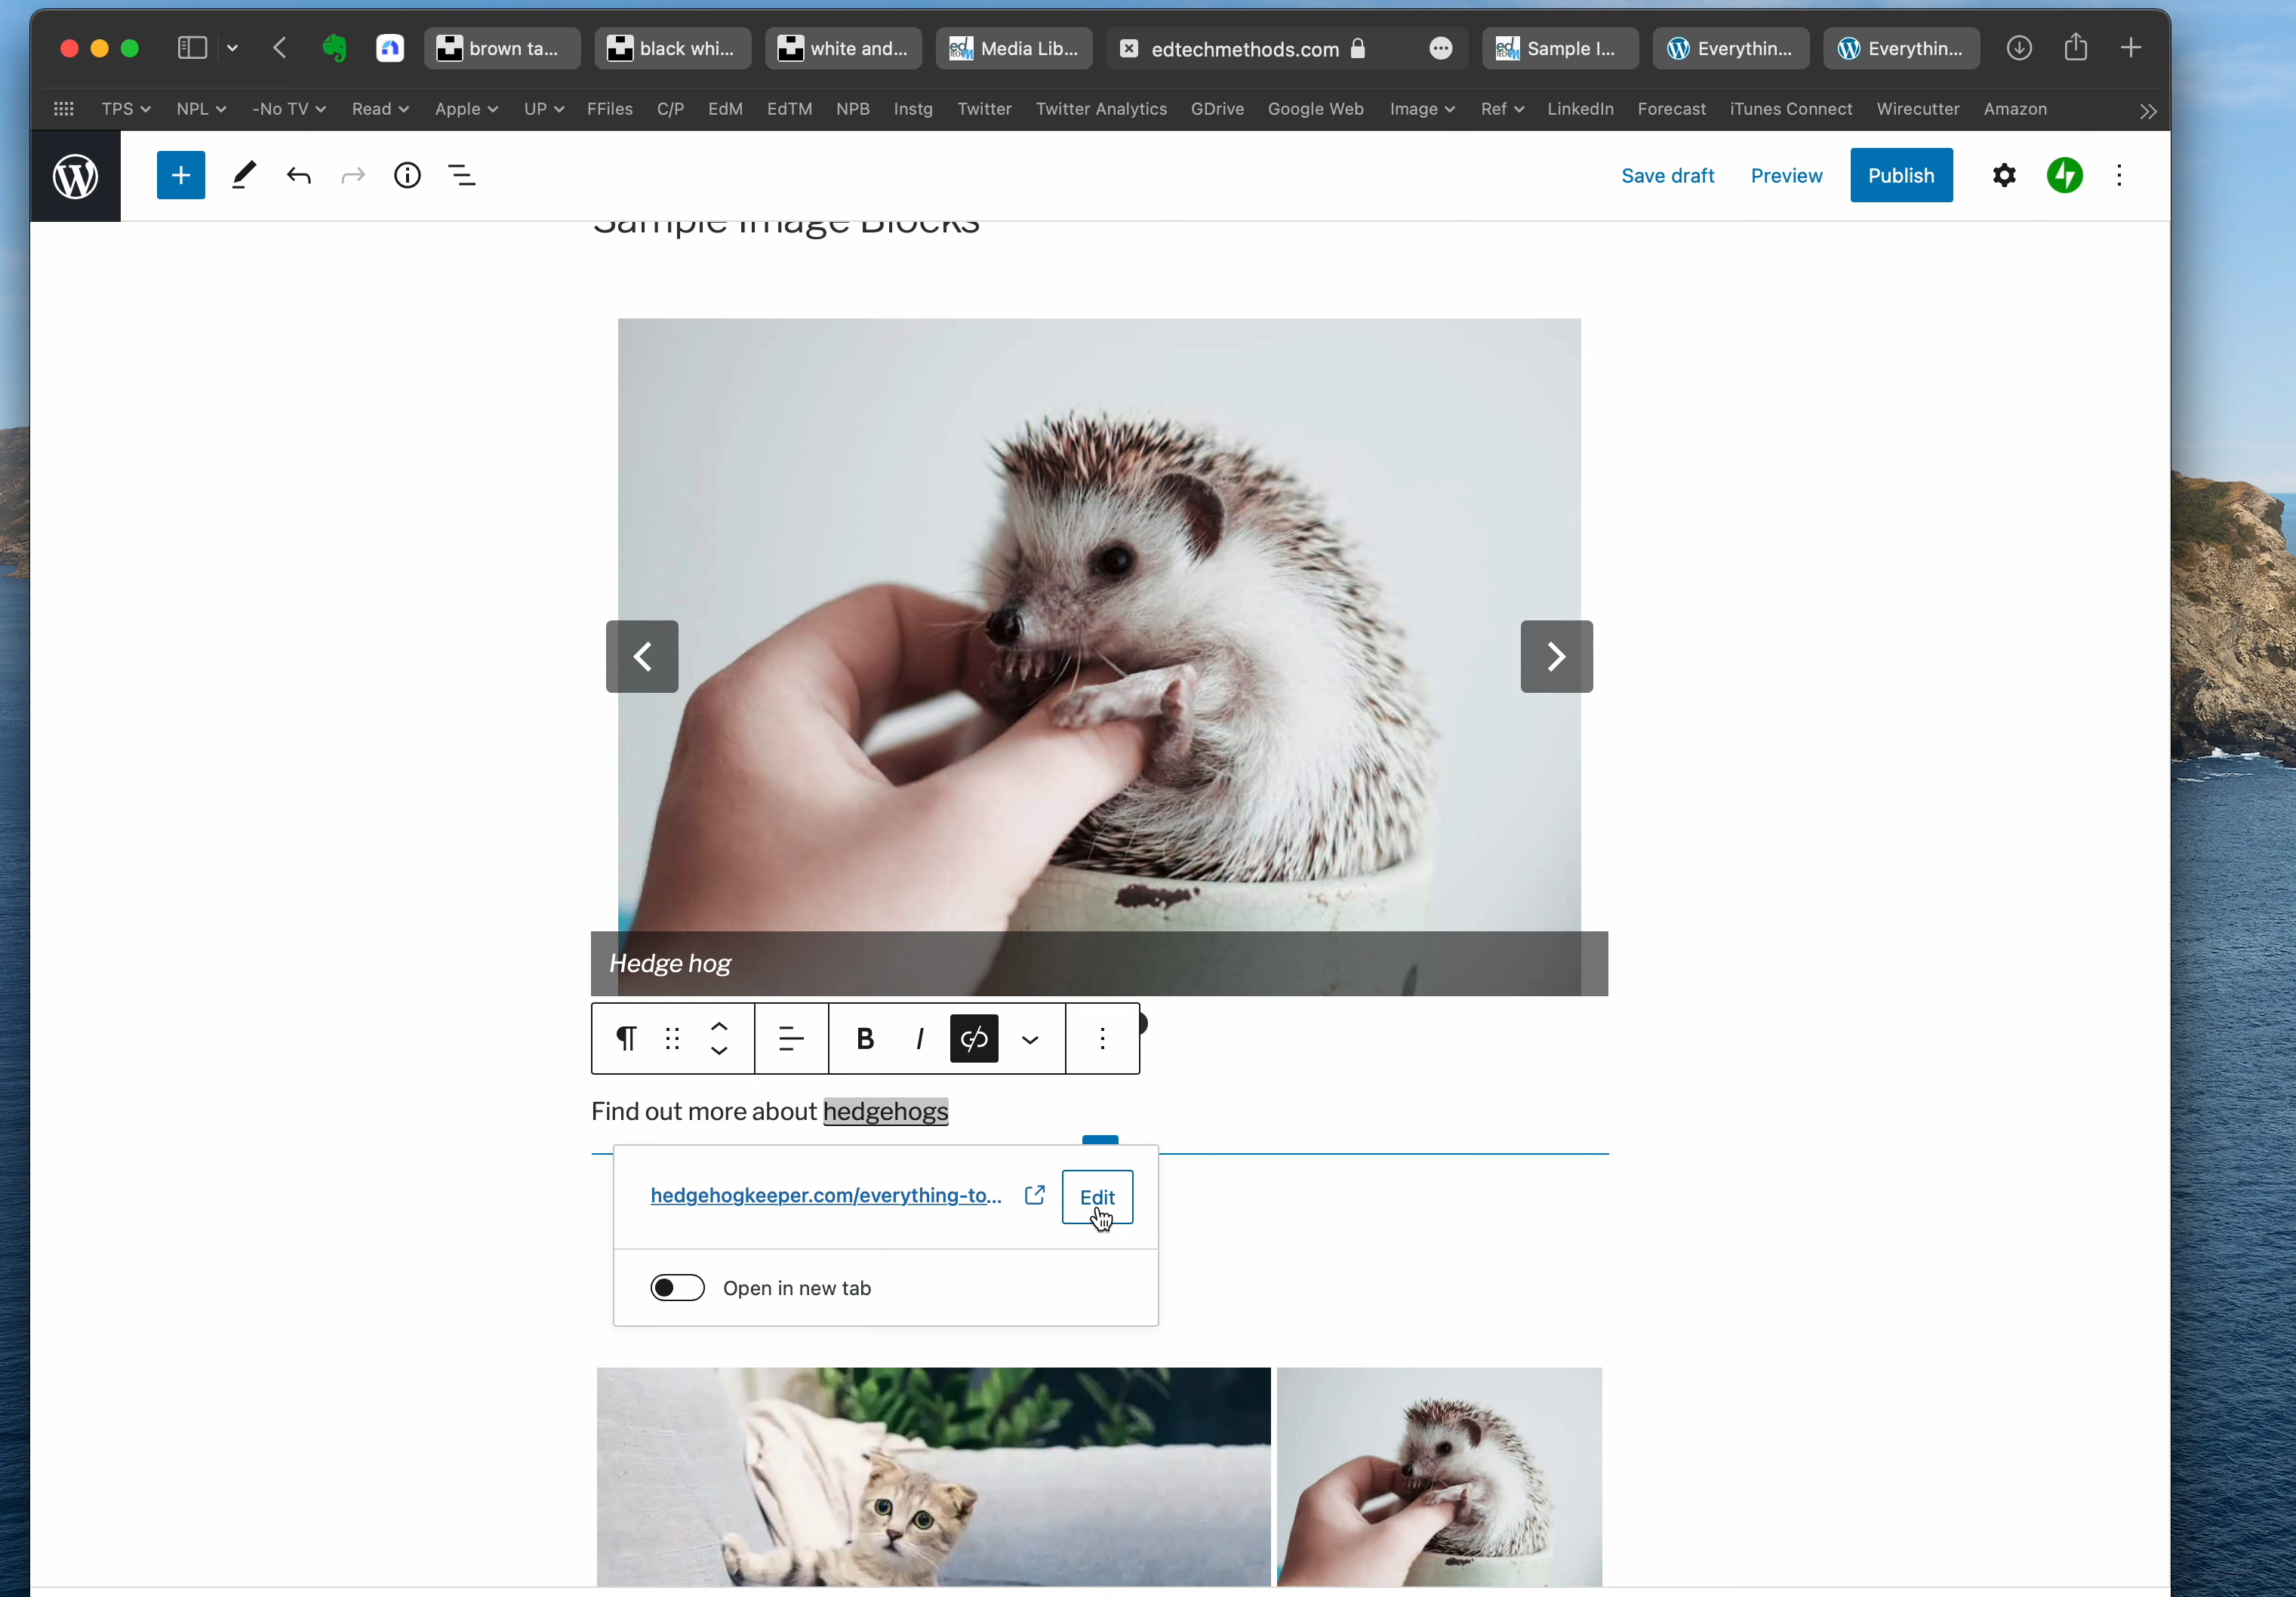 brown ta...
black whi...
white and...
Media Lib...
edtechmethods.com
Sample I...
Everythin...
Everythin...
TPS
NPL
-No TV
Read
Apple
UP
FFiles
C/P
EdM
EdTM
NPB
Instg
Twitter
Twitter Analytics
GDrive
Google Web
Image
Ref
LinkedIn
Forecast
iTunes Connect
Wirecutter
Amazon
Save draft
Preview
Publish
Sample Image Blocks
Hedge hog
B I
Find out more about hedgehogs
hedgehogkeeper.com/everything-to...
Edit
Open in new tab